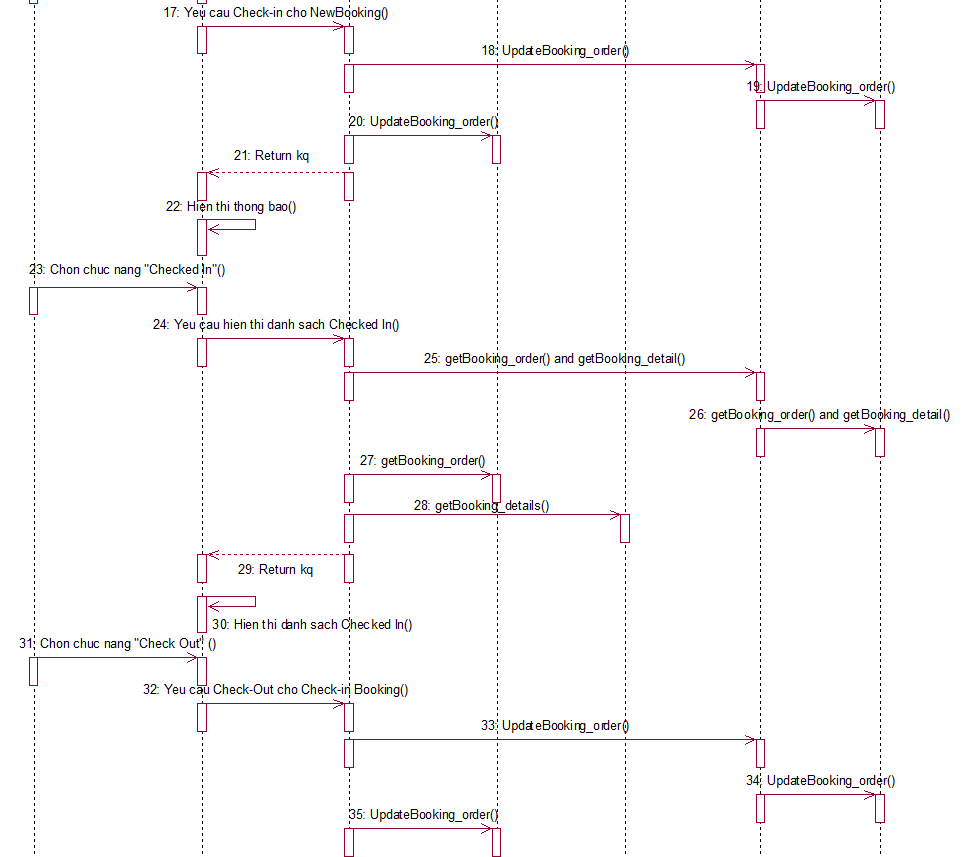 17: Yeu cau Check-in cho NewBooking()
18: UpdateBooking_order()
19: UpdateBooking_order()
20: UpdateBooking_order()
21: Return kq
22: Hien thi thong bao()
23: Chon chuc nang "Checked In"()
24: Yeu cau hien thi danh sach Checked In()
25: getBooking_order() and getBooking_detail()
26: getBooking_order() and getBooking_detail()
27: getBooking_order()
28: getBooking_details()
29: Return kq
30: Hien thi danh sach Checked In()
31: Chon chuc nang "Check Out" ()
32: Yeu cau Check-Out cho Check-in Booking()
33: UpdateBooking_order()
34: UpdateBooking_order()
35: UpdateBooking_order()